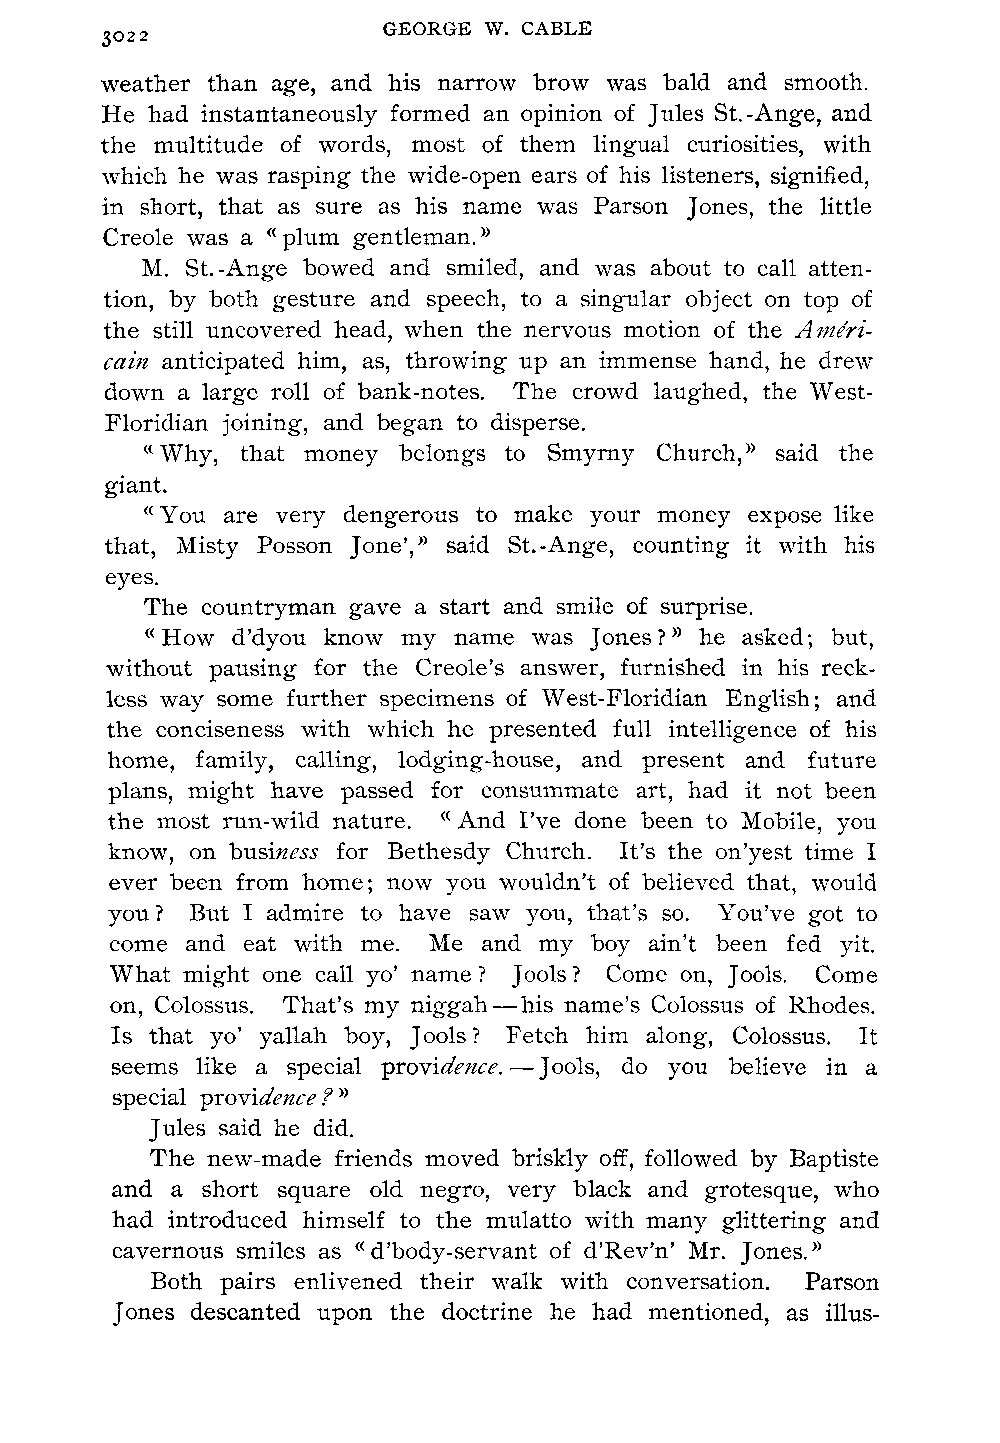 3022
GEORGE W. CABLE
weather than age, and his narrow brow was bald and smooth.
He had instantaneously formed an opinion of Jules St.-Ange, and
the multitude of words, most of them lingual curiosities, with
which he was rasping the wide-open ears of his listeners, signified,
in short, that as sure as his name was Parson Jones, the little
Creole was a « plum gentleman. »
M. St.-Ange bowed and smiled, and was about to call atten-
tion, by both gesture and speech, to a singular object on top of
the still uncovered head, when the nervous motion of the Améri-
cain anticipated him, as, throwing up an immense hand, he drew
down a large roll of bank-notes. The crowd laughed, the West-
Floridian joining, and began to disperse.
« Why, that money belongs to Smyrny Church, » said the
giant.
« You are very dengerous to make your money expose like
that, Misty Posson Jone', » said St.-Ange, counting it with his
eyes.
The countryman gave a start and smile of surprise.
« How d'dyou know my name was Jones? » he asked; but,
without pausing for the Creole's answer, furnished in his reck-
less way some further specimens of West-Floridian English; and
the conciseness with which he presented full intelligence of his
home, family, calling, lodging-house, and present and future
plans, might have passed for consummate art, had it not been
the most run-wild nature. « And I've done been to Mobile, you
know, on business for Bethesdy Church. It's the on'yest time I
ever been from home; now you wouldn't of believed that, would
you? But I admire to have saw you, that's so. You've got to
come and eat with me. Me and my boy ain't been fed yit.
What might one call yo' name? Jools? Come on, Jools. Come
on, Colossus. That's my niggah — his name's Colossus of Rhodes.
Is that yo' yallah boy, Jools? Fetch him along, Colossus. It
seems like a special providence. — Jools, do you believe in a
special providence? »
Jules said he did.
The new-made friends moved briskly off, followed by Baptiste
and a short square old negro, very black and grotesque, who
had introduced himself to the mulatto with many glittering and
cavernous smiles as « d'body-servant of d'Rev'n' Mr. Jones. »
Both pairs enlivened their walk with conversation. Parson
Jones descanted upon the doctrine he had mentioned, as illus-